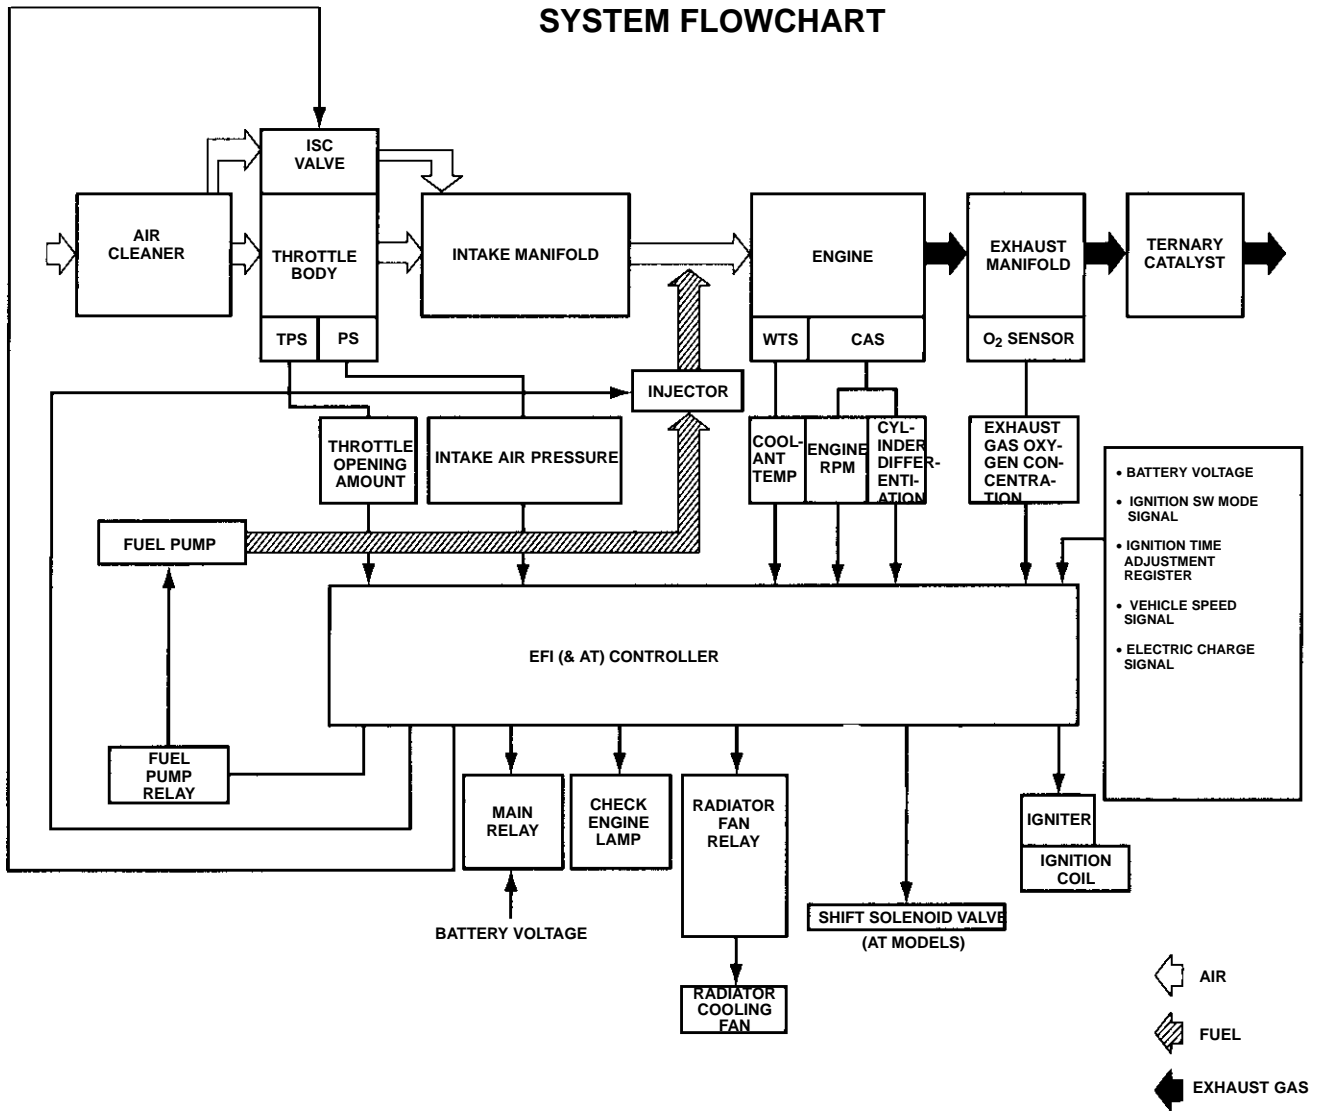 SYSTEM FLOWCHART
ISC
VALVE
AIR
CLEANER
THROTTLE
BODY
INTAKE MANIFOLD
ENGINE
EXHAUST
MANIFOLD
TERNARY
CATALYST
TPS
PS
WTS
CAS
O2 SENSOR
INJECTOR
THROTTLE
OPENING
AMOUNT
INTAKE AIR PRESSURE
COOL-
ANT
TEMP
ENGINE
RPM
CYL-
INDER
DIFFER-
ENTI-
ATION
EXHAUST
GAS OXY-
GEN CON-
CENTRA-
TION
• BATTERY VOLTAGE
• IGNITION SW MODE
SIGNAL
• IGNITION TIME
ADJUSTMENT
REGISTER
• VEHICLE SPEED
SIGNAL
• ELECTRIC CHARGE
SIGNAL
FUEL PUMP
EFI (& AT) CONTROLLER
FUEL
PUMP
RELAY
MAIN
RELAY
CHECK
ENGINE
LAMP
RADIATOR
FAN
RELAY
IGNITER
IGNITION
COIL
SHIFT SOLENOID VALVE
(AT MODELS)
BATTERY VOLTAGE
RADIATOR
COOLING
FAN
AIR
FUEL
EXHAUST GAS